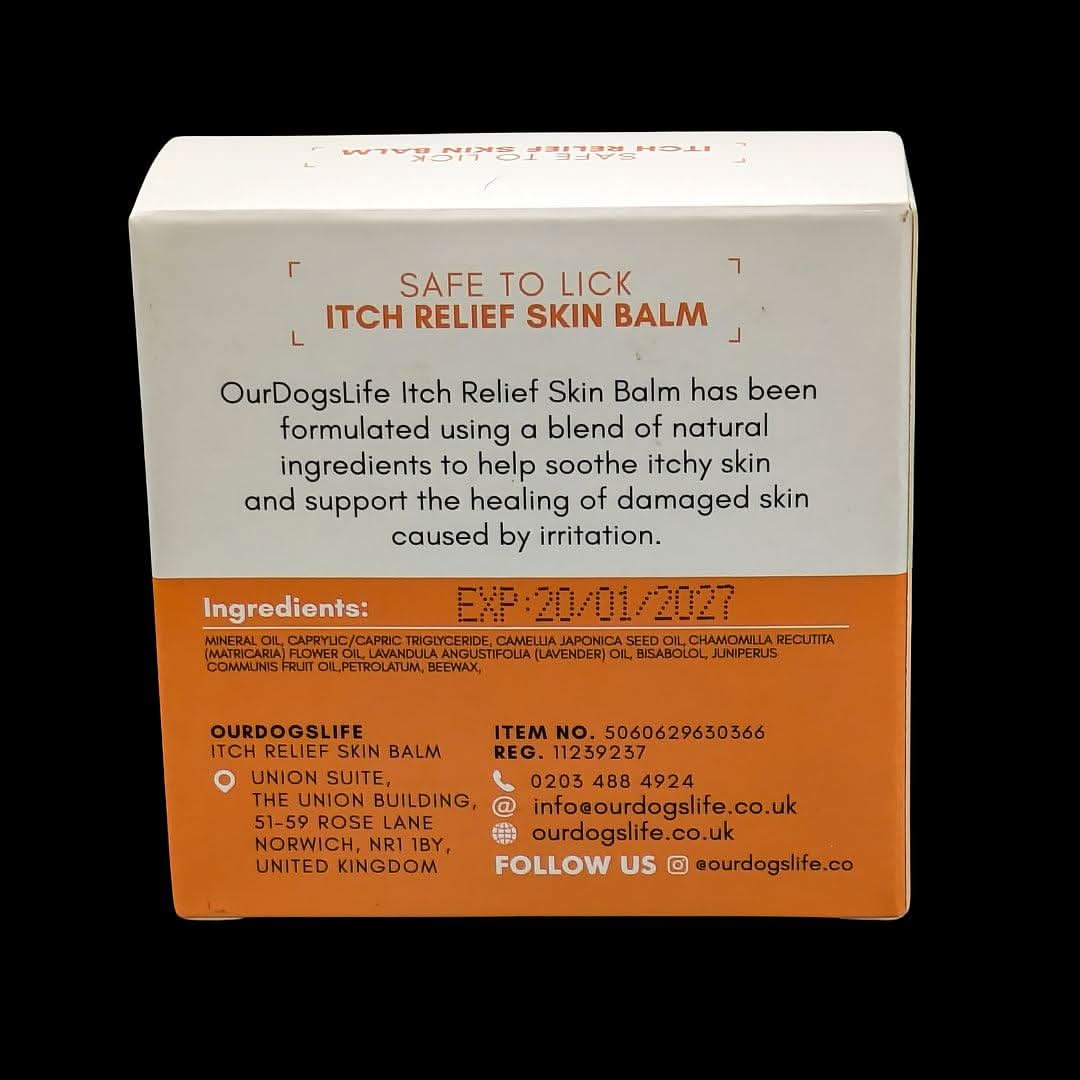 SAFE TO LICK
ITCH RELIEF SKIN BALM
SAFE TO LICK
ITCH RELIEF SKIN BALM
OurDogsLife Itch Relief Skin Balm has been
formulated using a blend of natural
ingredients to help soothe itchy skin
and support the healing of damaged skin
caused by irritation.
Ingredients: EXP:20/01/2027
MINERAL OIL, CAPRYLIC/CAPRIC TRIGLYCERIDE, CAMELLIA JAPONICA SEED OIL, CHAMOMILLA RECUTITA
(MATRICARIA) FLOWER OIL, LAVANDULA ANGUSTIFOLIA (LAVENDER) OIL, BISABOLOL, JUNIPERUS
COMMUNIS FRUIT OIL,PETROLATUM, BEEWAX,
OURDOGSLIFE
ITCH RELIEF SKIN BALM
UNION SUITE,
THE UNION BUILDING,
51-59 ROSE LANE
NORWICH, NR1 1BY,
UNITED KINGDOM
ITEM NO. 5060629630366
REG. 11239237
0203 488 4924
info@ourdogslife.co.uk
ourdogslife.co.uk
FOLLOW US @ourdogslife.co